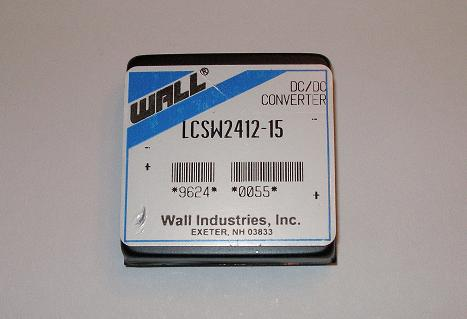 WALL®
DC/DC
CONVERTER
LCSW2412-15
*9624* *0055*
Wall Industries, Inc.
EXETER, NH 03833